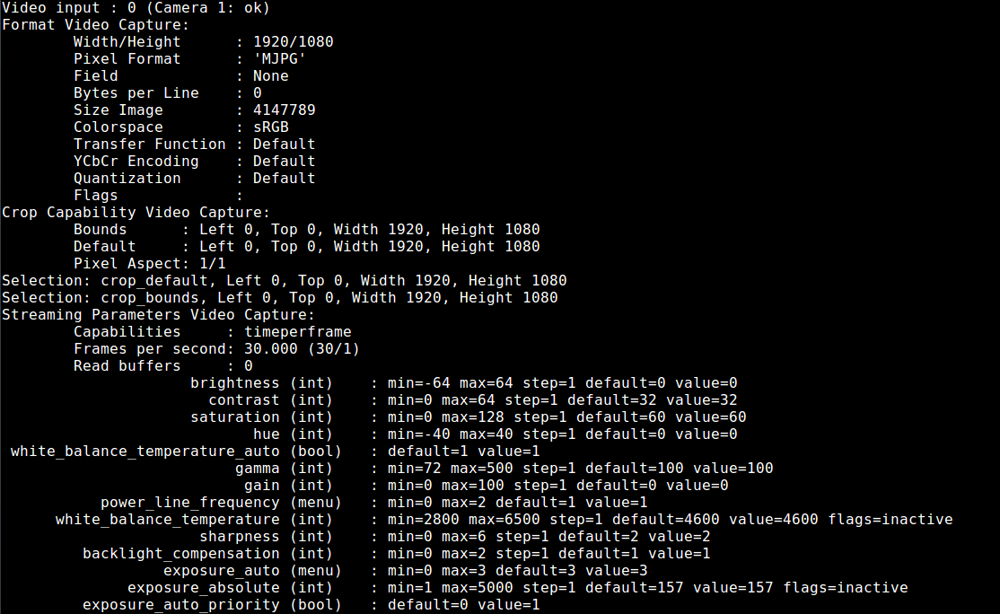 Video input : 0 (Camera 1: ok)
Format Video Capture:
        Width/Height      : 1920/1080
        Pixel Format      : 'MJPG'
        Field             : None
        Bytes per Line    : 0
        Size Image        : 4147789
        Colorspace        : sRGB
        Transfer Function : Default
        YCbCr Encoding    : Default
        Quantization      : Default
        Flags             :
Crop Capability Video Capture:
        Bounds      : Left 0, Top 0, Width 1920, Height 1080
        Default     : Left 0, Top 0, Width 1920, Height 1080
        Pixel Aspect: 1/1
Selection: crop_default, Left 0, Top 0, Width 1920, Height 1080
Selection: crop_bounds, Left 0, Top 0, Width 1920, Height 1080
Streaming Parameters Video Capture:
        Capabilities     : timeperframe
        Frames per second: 30.000 (30/1)
        Read buffers     : 0
                     brightness (int)    : min=-64 max=64 step=1 default=0 value=0
                       contrast (int)    : min=0 max=64 step=1 default=32 value=32
                     saturation (int)    : min=0 max=128 step=1 default=60 value=60
                            hue (int)    : min=-40 max=40 step=1 default=0 value=0
 white_balance_temperature_auto (bool)   : default=1 value=1
                          gamma (int)    : min=72 max=500 step=1 default=100 value=100
                           gain (int)    : min=0 max=100 step=1 default=0 value=0
           power_line_frequency (menu)   : min=0 max=2 default=1 value=1
      white_balance_temperature (int)    : min=2800 max=6500 step=1 default=4600 value=4600 flags=inactive
                      sharpness (int)    : min=0 max=6 step=1 default=2 value=2
         backlight_compensation (int)    : min=0 max=2 step=1 default=1 value=1
                  exposure_auto (menu)   : min=0 max=3 default=3 value=3
              exposure_absolute (int)    : min=1 max=5000 step=1 default=157 value=157 flags=inactive
         exposure_auto_priority (bool)   : default=0 value=1